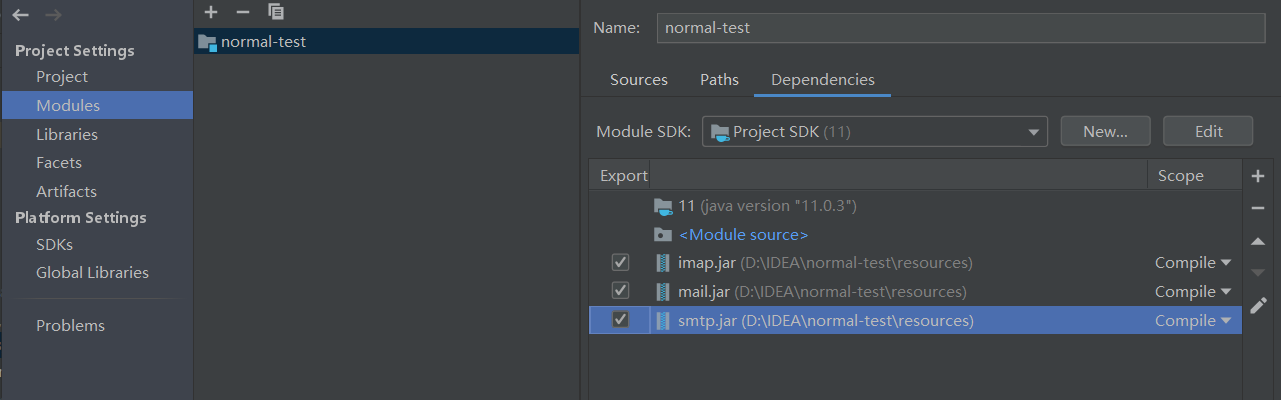 Project Settings
Project
Modules
Libraries
Facets
Artifacts
Platform Settings
SDKs
Global Libraries
Problems
normal-test
Name: normal-test
Sources Paths Dependencies
Module SDK: Project SDK (11) New... Edit
Export Scope
11 (java version "11.0.3")
<Module source>
imap.jar (D:\IDEA\normal-test\resources) Compile
mail.jar (D:\IDEA\normal-test\resources) Compile
smtp.jar (D:\IDEA\normal-test\resources) Compile